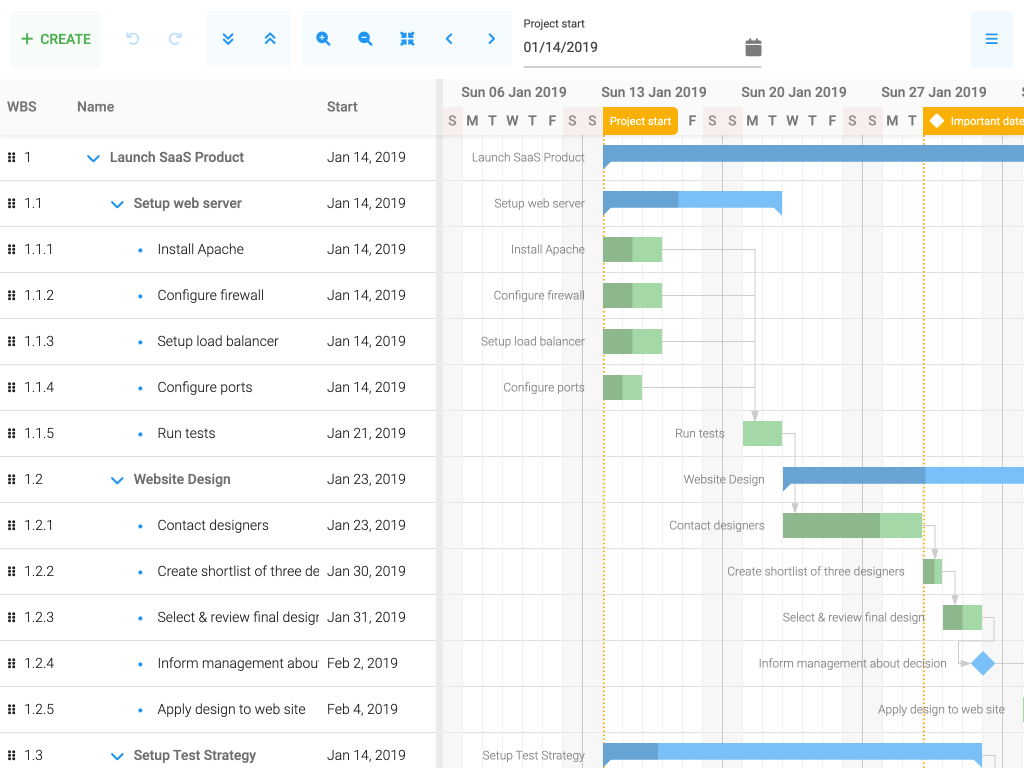 CREATE
Project start
01/14/2019
WBS Name Start
Sun 06 Jan 2019 Sun 13 Jan 2019 Sun 20 Jan 2019 Sun 27 Jan 2019 S
S M T W T F S S Project start F S S M T W T F S S M T Important date
1 Launch SaaS Product Jan 14, 2019 Launch SaaS Product
1.1 Setup web server Jan 14, 2019 Setup web server
1.1.1 Install Apache Jan 14, 2019 Install Apache
1.1.2 Configure firewall Jan 14, 2019 Configure firewall
1.1.3 Setup load balancer Jan 14, 2019 Setup load balancer
1.1.4 Configure ports Jan 14, 2019 Configure ports
1.1.5 Run tests Jan 21, 2019 Run tests
1.2 Website Design Jan 23, 2019 Website Design
1.2.1 Contact designers Jan 23, 2019 Contact designers
1.2.2 Create shortlist of three de Jan 30, 2019 Create shortlist of three designers
1.2.3 Select & review final design Jan 31, 2019 Select & review final design
1.2.4 Inform management abou Feb 2, 2019 Inform management about decision
1.2.5 Apply design to web site Feb 4, 2019 Apply design to web site
1.3 Setup Test Strategy Jan 14, 2019 Setup Test Strategy